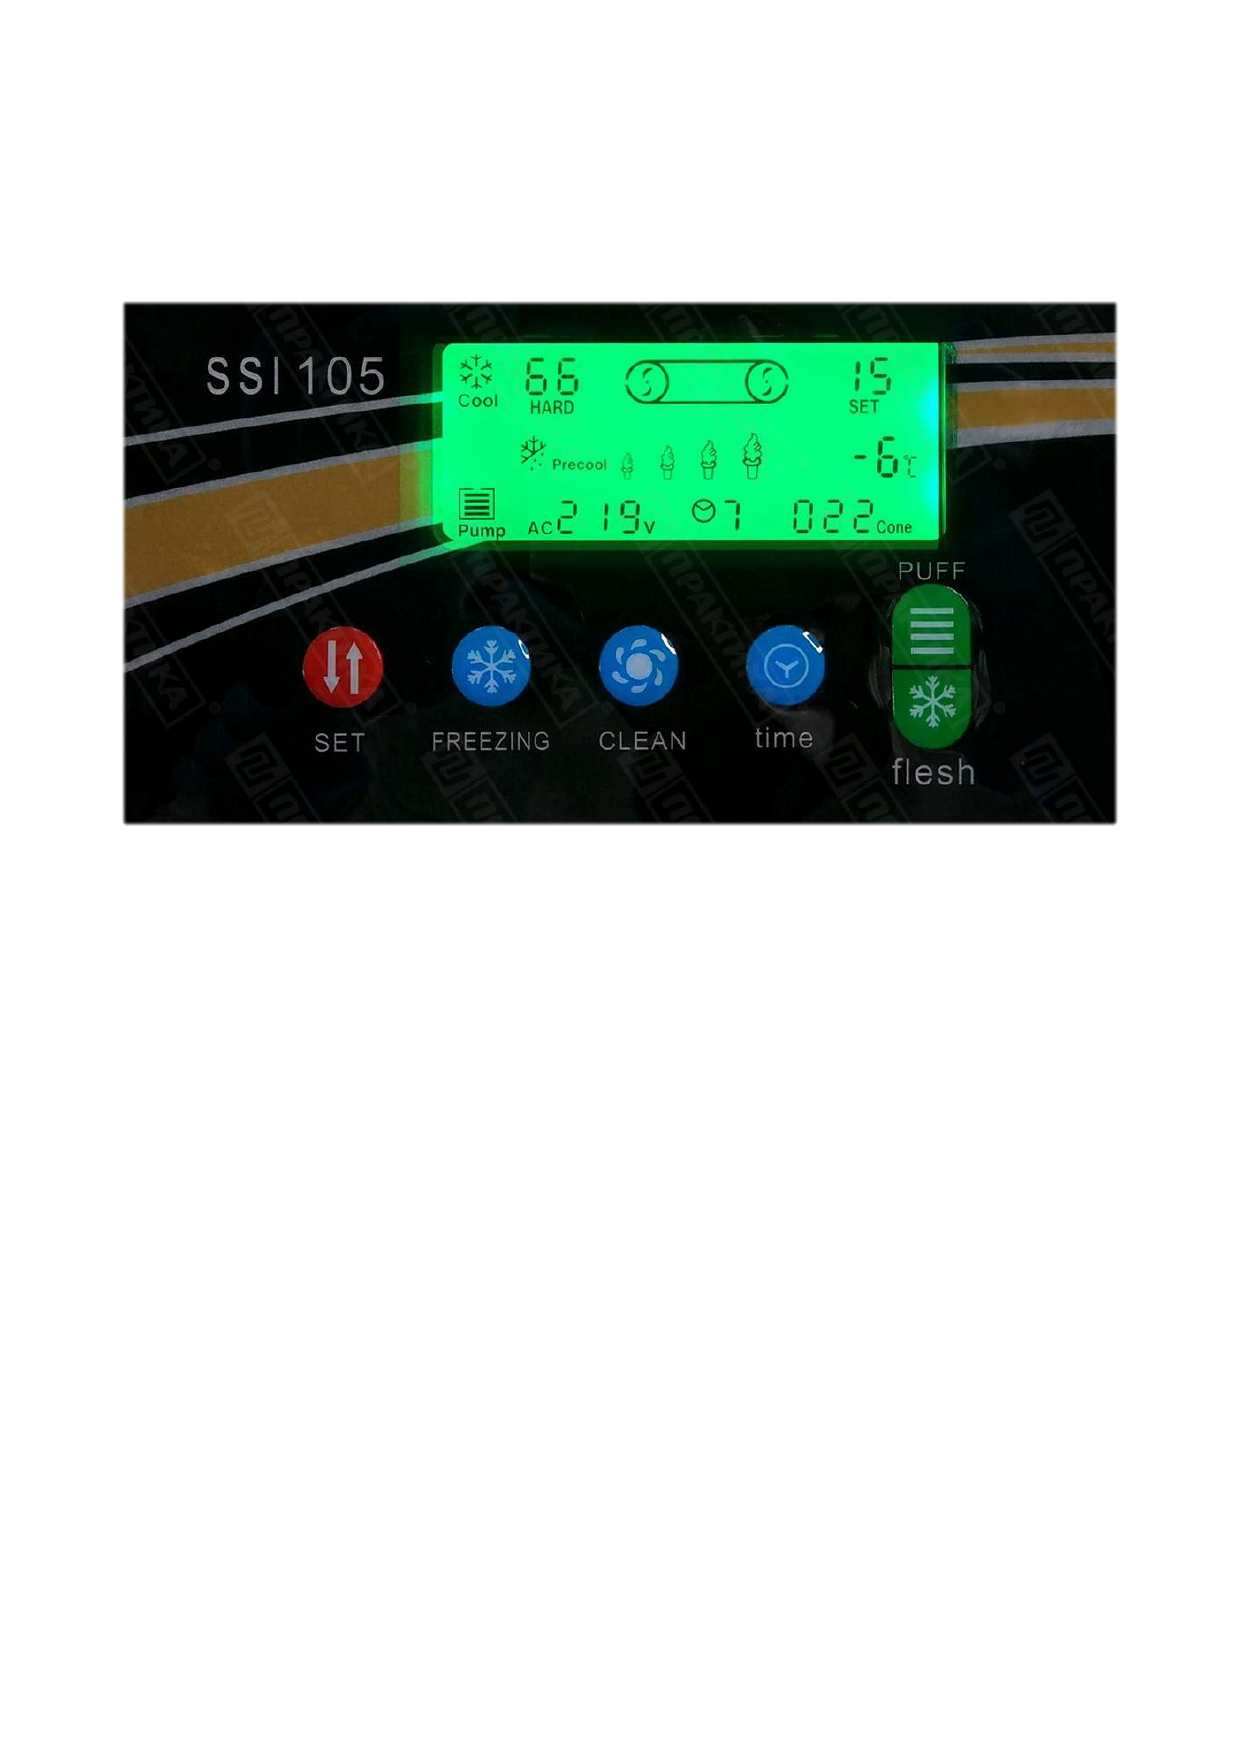 SSI 105
Cool 66 HARD 15 SET
Precool -6℃
Pump AC 219V 7 022 Cone
PUFF
SET FREEZING CLEAN time
flesh
ПРАКТИКА®